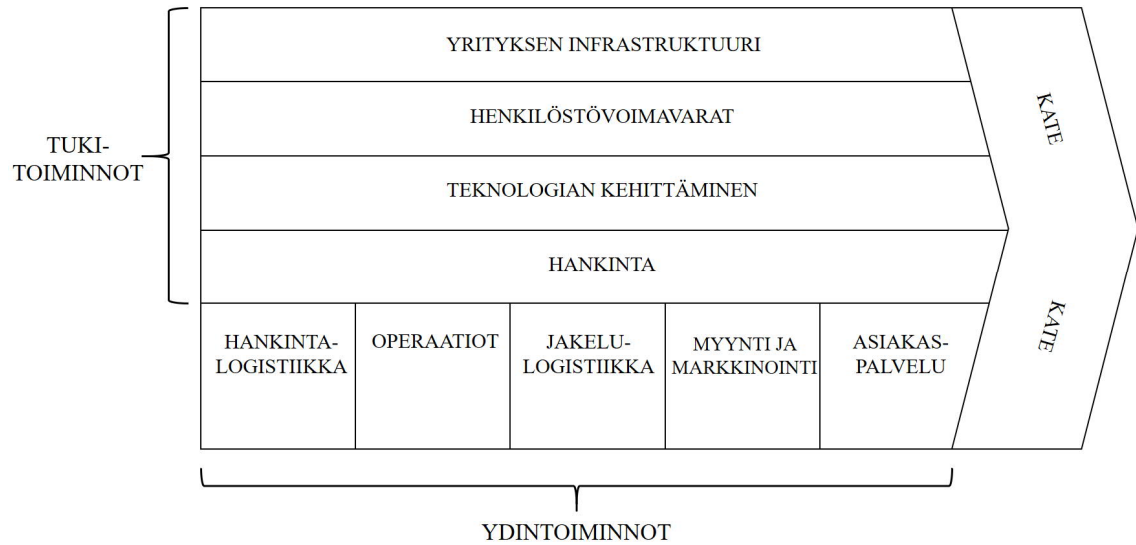 YRITYKSEN INFRASTRUKTUURI
HENKILÖSTÖVOIMAVARAT
TEKNOLOGIAN KEHITTÄMINEN
HANKINTA
TUKI-
TOIMINNOT
KATE
KATE
HANKINTA-
LOGISTIIKKA
OPERAATIOT
JAKELU-
LOGISTIIKKA
MYYNTI JA
MARKKINOINTI
ASIAKAS-
PALVELU
YDINTOIMINNOT